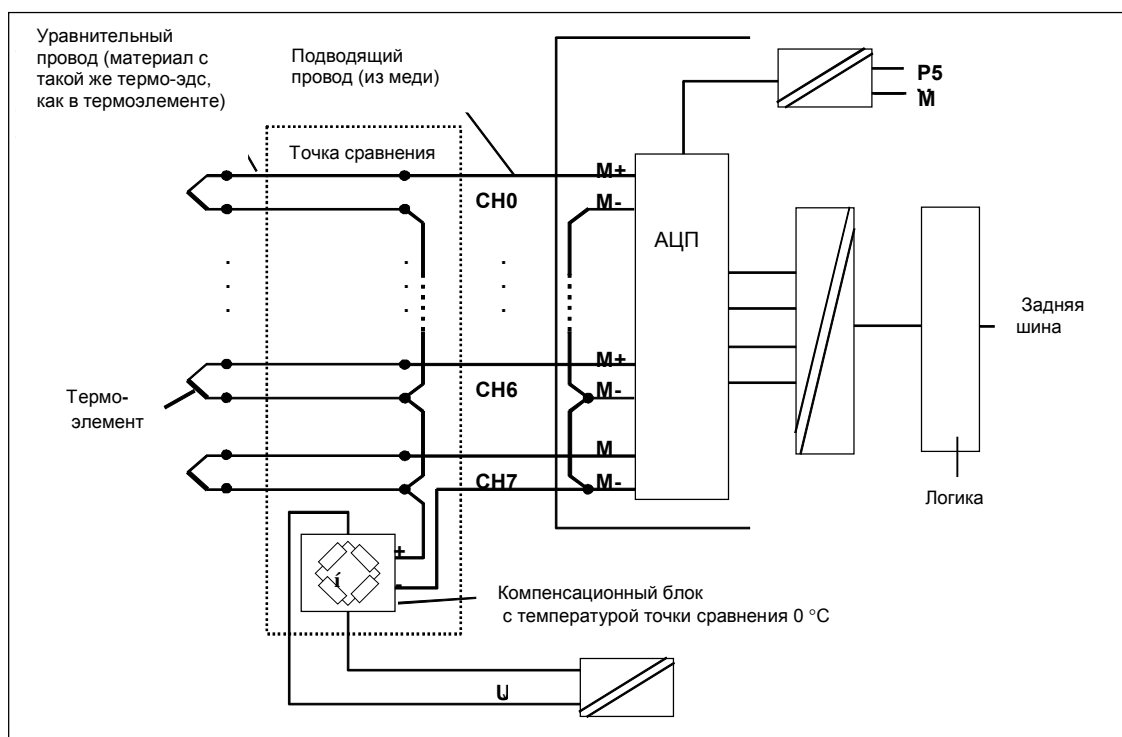 Уравнительный
провод (материал с
такой же термо-эдс,
как в термоэлементе)
Подводящий
провод (из меди)
P5
M
Точка сравнения
M+
CH0
M-
АЦП
Задняя
шина
M+
CH6
M-
Термо-
элемент
M
CH7
M-
Логика
+
-
Компенсационный блок
с температурой точки сравнения 0 °C